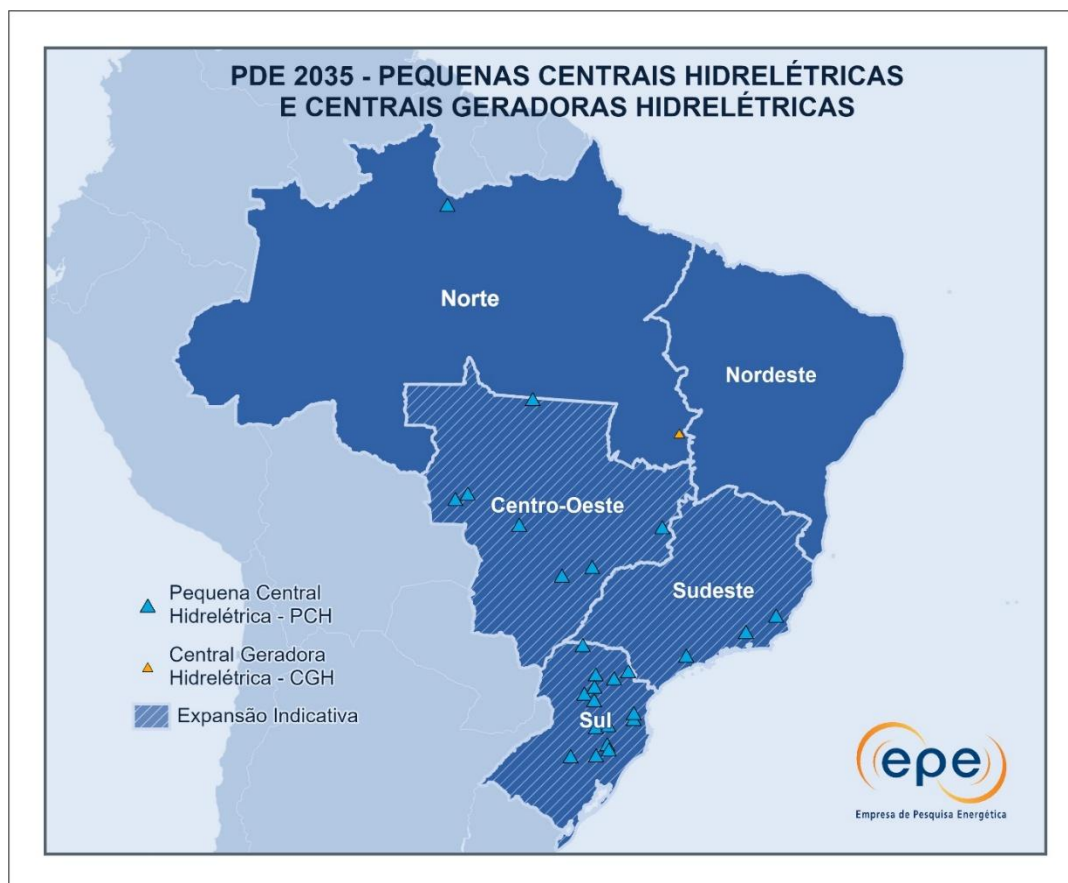 PDE 2035 - PEQUENAS CENTRAIS HIDRELÉTRICAS
E CENTRAIS GERADORAS HIDRELÉTRICAS
Norte
Nordeste
Centro-Oeste
Sudeste
Sul
Pequena Central
Hidrelétrica - PCH
Central Geradora
Hidrelétrica - CGH
Expansão Indicativa
epe
Empresa de Pesquisa Energética